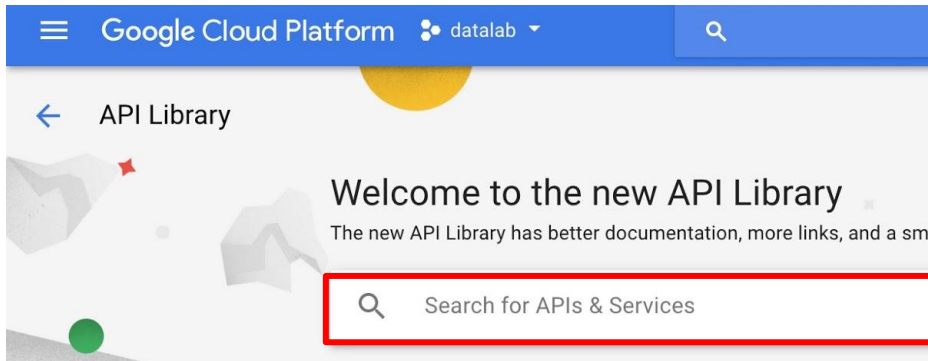 Google Cloud Platform datalab
API Library
Welcome to the new API Library
The new API Library has better documentation, more links, and a sm
Search for APIs & Services